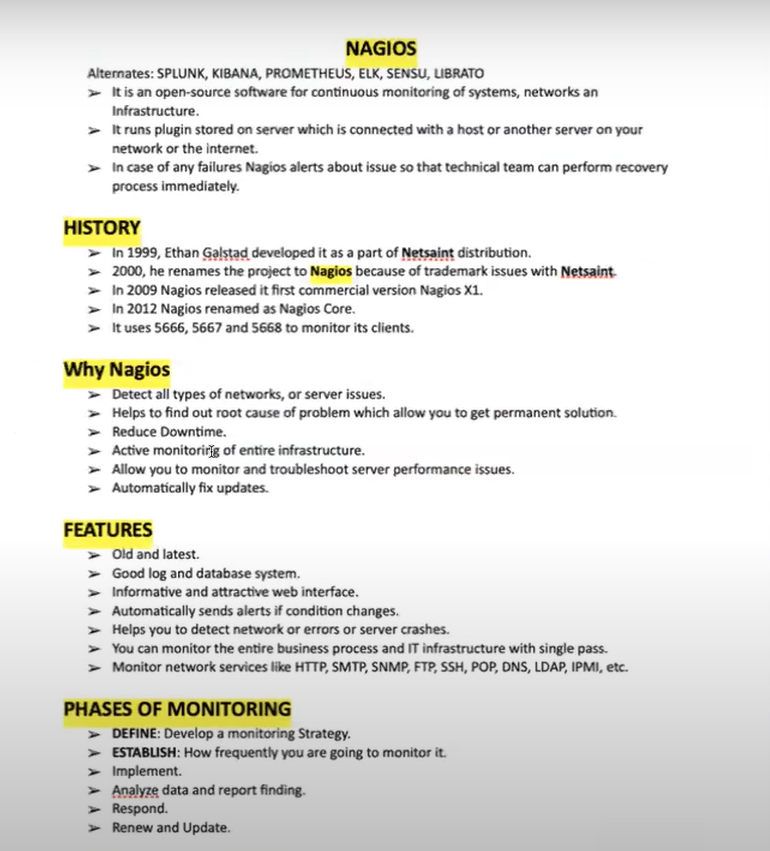 NAGIOS
Alternates: SPLUNK, KIBANA, PROMETHEUS, ELK, SENSU, LIBRATO
➢ It is an open-source software for continuous monitoring of systems, networks an
Infrastructure.
➢ It runs plugin stored on server which is connected with a host or another server on your
network or the internet.
➢ In case of any failures Nagios alerts about issue so that technical team can perform recovery
process immediately.
HISTORY
➢ In 1999, Ethan Galstad developed it as a part of Netsaint distribution.
➢ 2000, he renames the project to Nagios because of trademark issues with Netsaint.
➢ In 2009 Nagios released it first commercial version Nagios X1.
➢ In 2012 Nagios renamed as Nagios Core.
➢ It uses 5666, 5667 and 5668 to monitor its clients.
Why Nagios
➢ Detect all types of networks, or server issues.
➢ Helps to find out root cause of problem which allow you to get permanent solution.
➢ Reduce Downtime.
➢ Active monitoring of entire infrastructure.
➢ Allow you to monitor and troubleshoot server performance issues.
➢ Automatically fix updates.
FEATURES
➢ Old and latest.
➢ Good log and database system.
➢ Informative and attractive web interface.
➢ Automatically sends alerts if condition changes.
➢ Helps you to detect network or errors or server crashes.
➢ You can monitor the entire business process and IT infrastructure with single pass.
➢ Monitor network services like HTTP, SMTP, SNMP, FTP, SSH, POP, DNS, LDAP, IPMI, etc.
PHASES OF MONITORING
➢ DEFINE: Develop a monitoring Strategy.
➢ ESTABLISH: How frequently you are going to monitor it.
➢ Implement.
➢ Analyze data and report finding.
➢ Respond.
➢ Renew and Update.